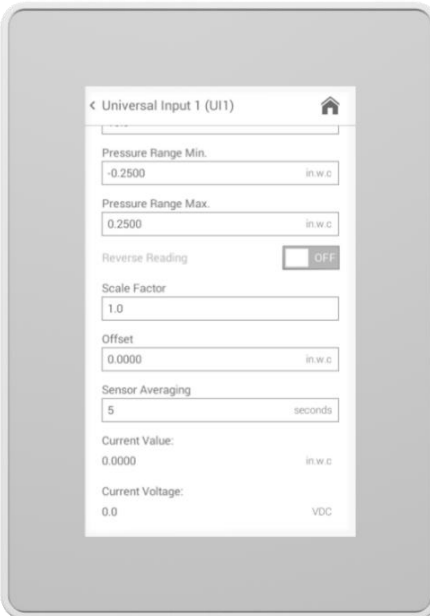 < Universal Input 1 (UI1)
Pressure Range Min.
-0.2500 in.w.c
Pressure Range Max.
0.2500 in.w.c
Reverse Reading OFF
Scale Factor
1.0
Offset
0.0000 in.w.c
Sensor Averaging
5 seconds
Current Value:
0.0000 in.w.c
Current Voltage:
0.0 VDC